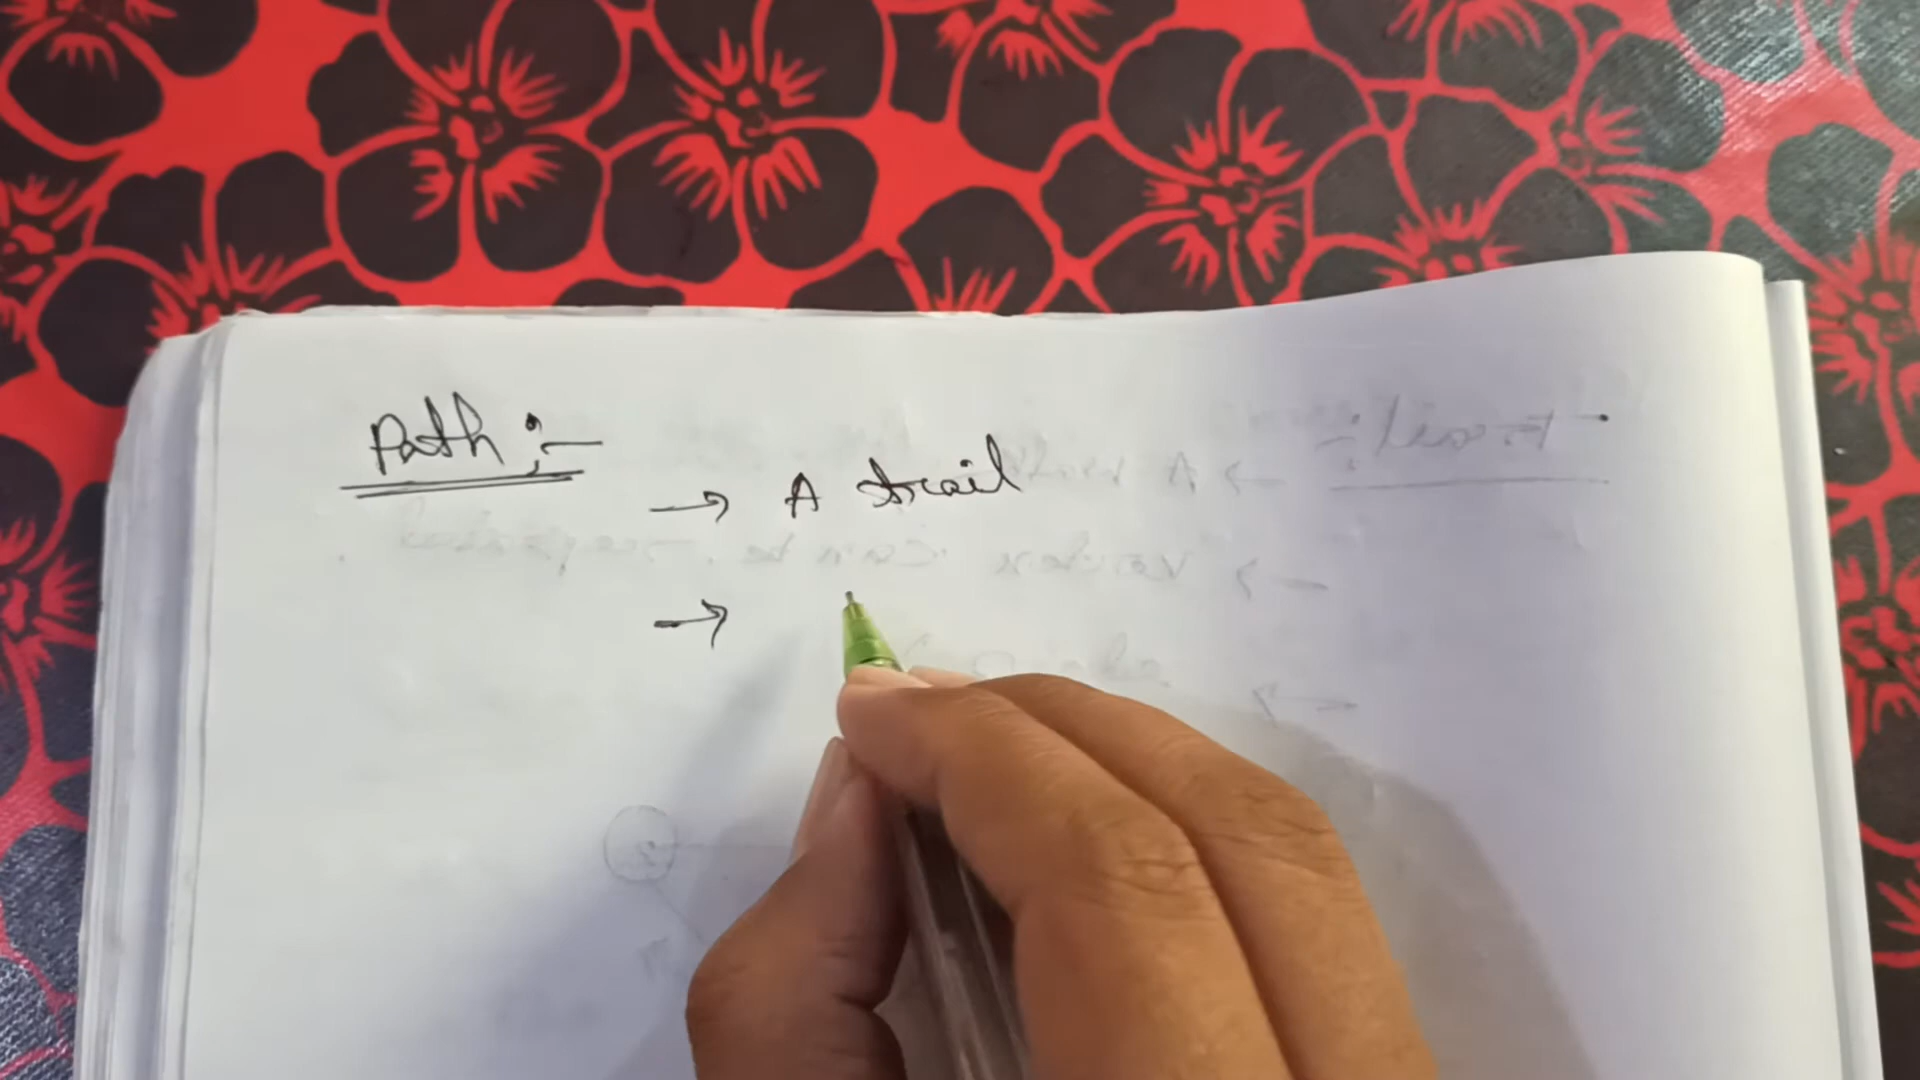 Path :-
→ A trail
→